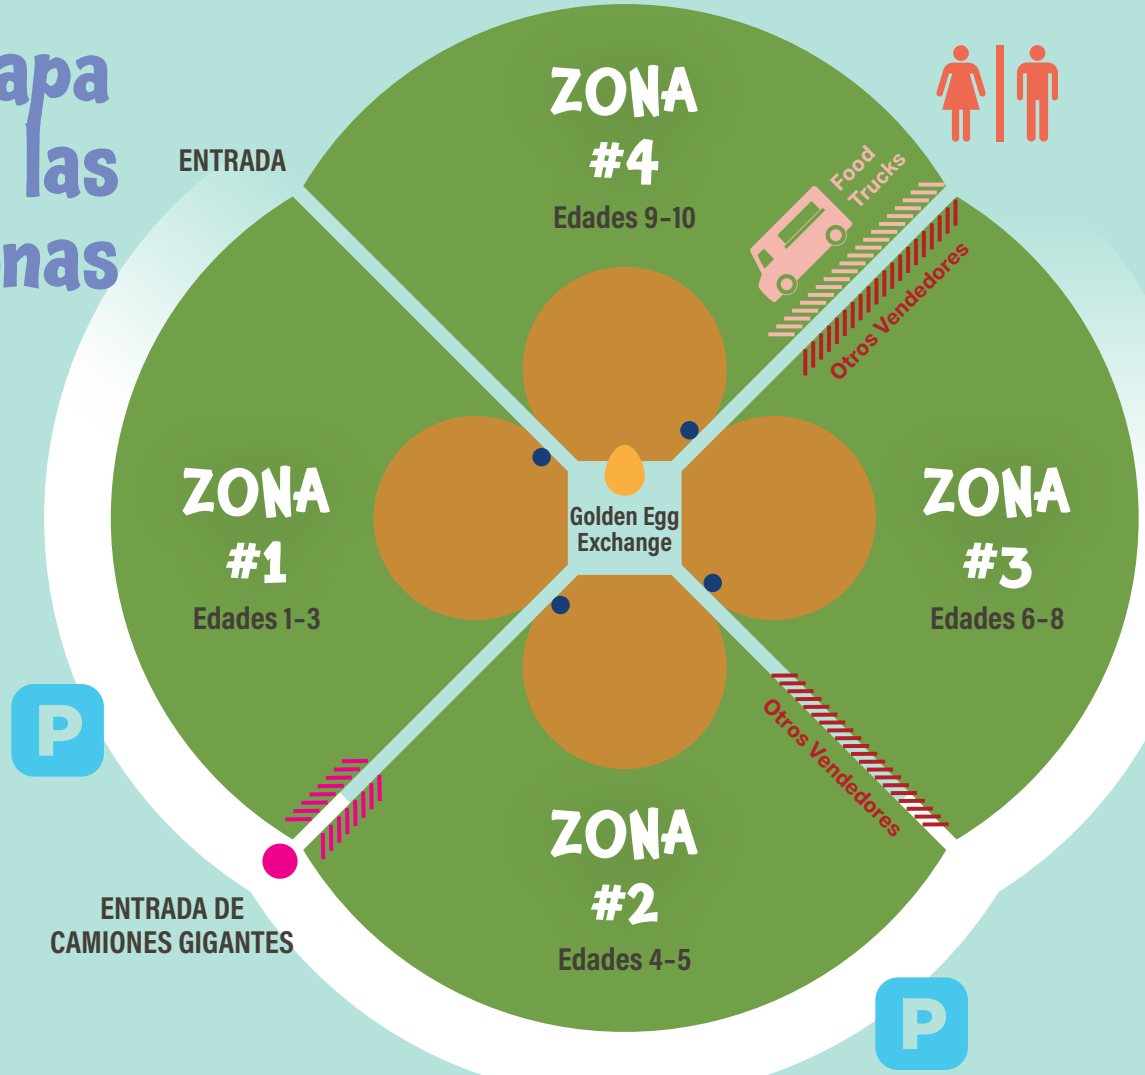 apa
las
nas
ENTRADA
ZONA
#4
Edades 9-10
Food
Trucks
Otros Vendedores
ZONA
#1
Edades 1-3
Golden Egg
Exchange
ZONA
#3
Edades 6-8
P
Otros Vendedores
ENTRADA DE
CAMIONES GIGANTES
ZONA
#2
Edades 4-5
P